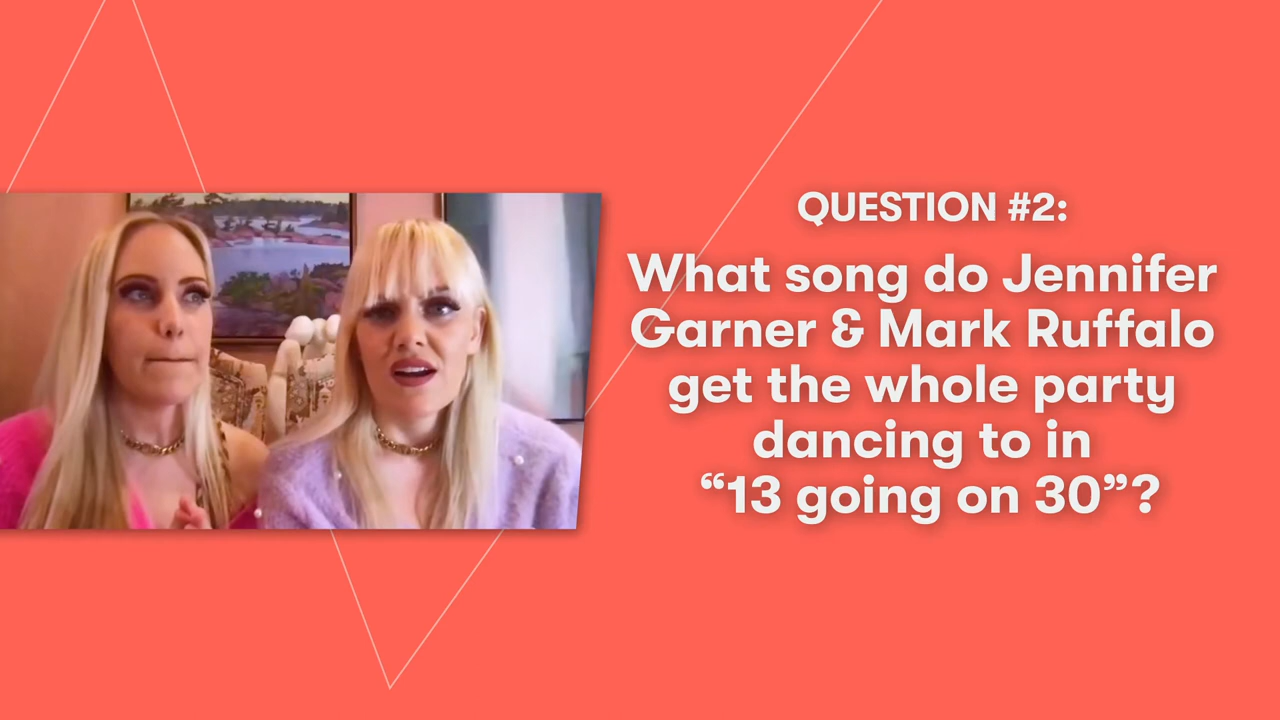 QUESTION #2:
What song do Jennifer
Garner & Mark Ruffalo
get the whole party
dancing to in
“13 going on 30”?